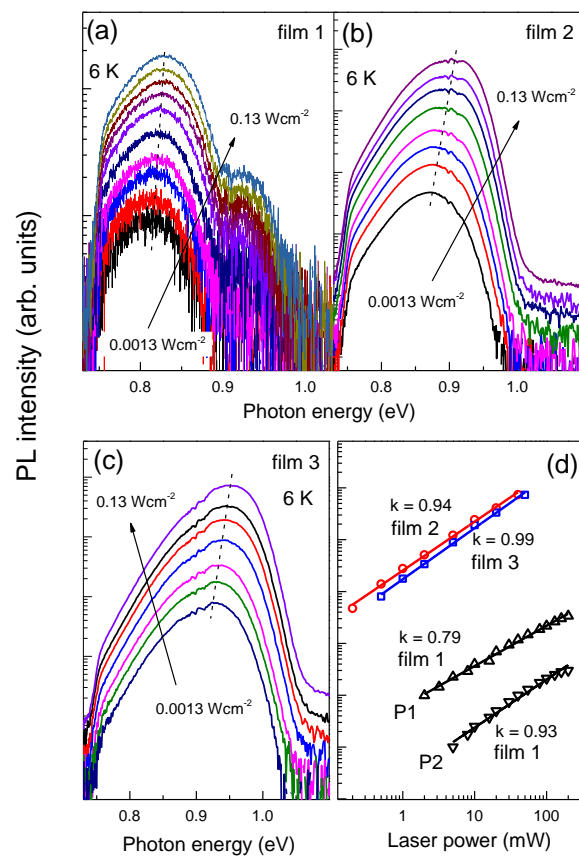 (a)
film 1
6 K
0.13 Wcm-2
0.0013 Wcm-2
0.8
0.9
1.0
Photon energy (eV)
(b)
film 2
6 K
0.13 Wcm-2
0.0013 Wcm-2
0.8
0.9
1.0
Photon energy (eV)
PL intensity (arb. units)
(c)
film 3
6 K
0.13 Wcm-2
0.0013 Wcm-2
0.8
0.9
1.0
Photon energy (eV)
(d)
k = 0.94
film 2
k = 0.99
film 3
k = 0.79
film 1
P1
k = 0.93
film 1
P2
1
10
100
Laser power (mW)